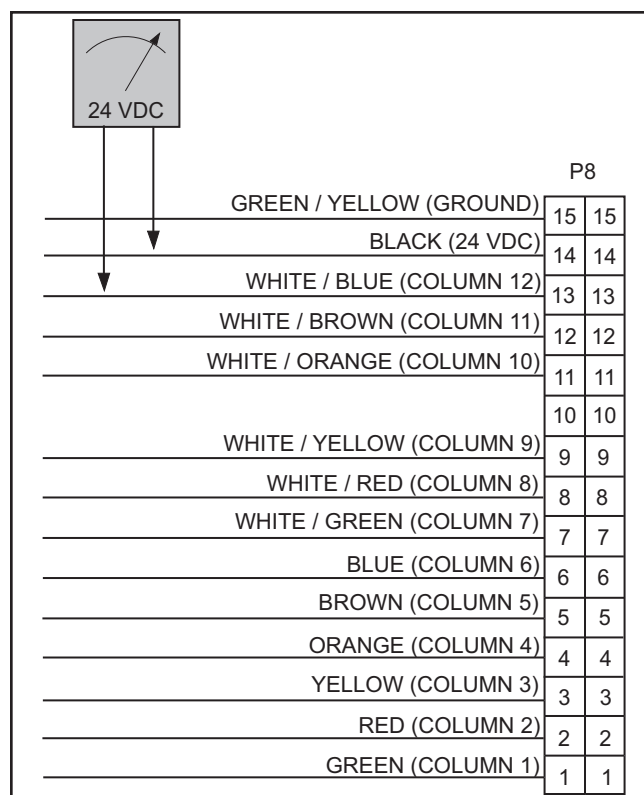 24 VDC
P8
GREEN / YELLOW (GROUND) 15 15
BLACK (24 VDC) 14 14
WHITE / BLUE (COLUMN 12) 13 13
WHITE / BROWN (COLUMN 11) 12 12
WHITE / ORANGE (COLUMN 10) 11 11
10 10
WHITE / YELLOW (COLUMN 9) 9 9
WHITE / RED (COLUMN 8) 8 8
WHITE / GREEN (COLUMN 7) 7 7
BLUE (COLUMN 6) 6 6
BROWN (COLUMN 5) 5 5
ORANGE (COLUMN 4) 4 4
YELLOW (COLUMN 3) 3 3
RED (COLUMN 2) 2 2
GREEN (COLUMN 1) 1 1